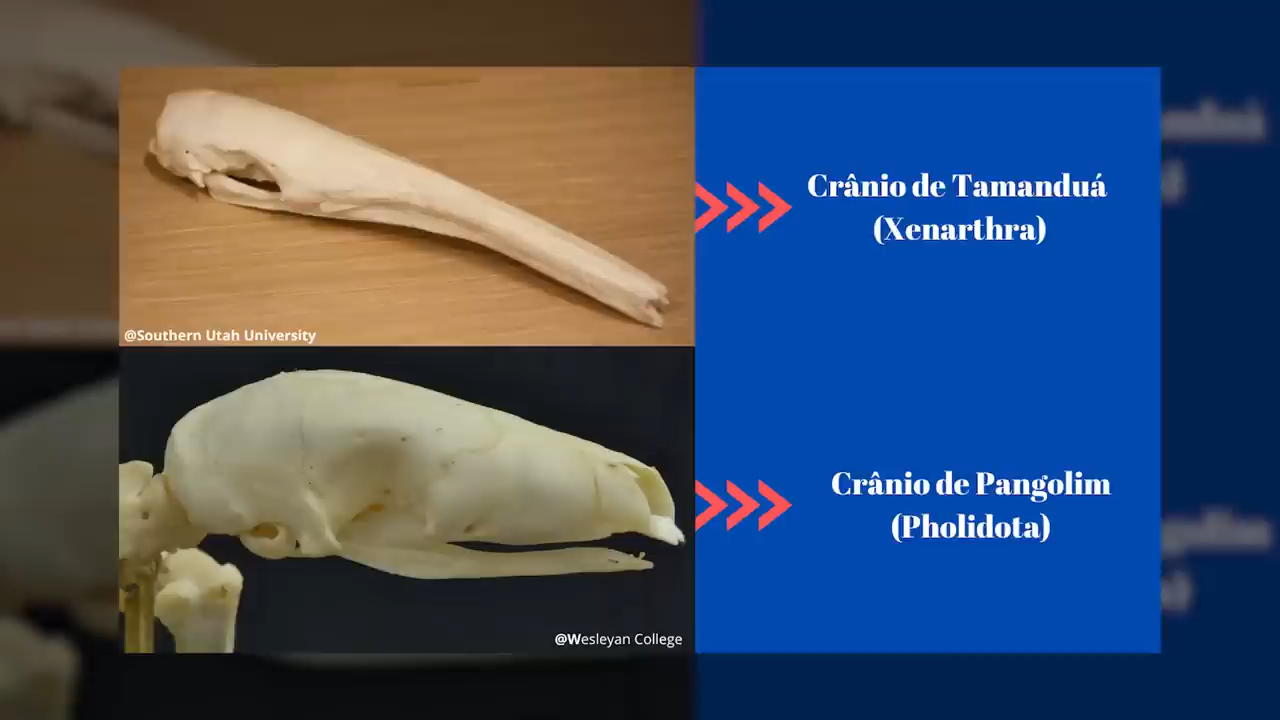 Crânio de Tamanduá
(Xenarthra)
@Southern Utah University
Crânio de Pangolim
(Pholidota)
@Wesleyan College